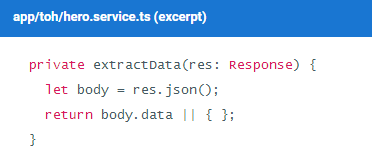 app/toh/hero.service.ts (excerpt)
private extractData(res: Response) {
  let body = res.json();
  return body.data || { };
}